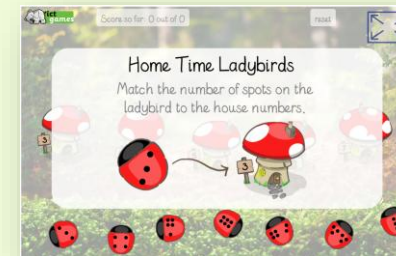 games
Score so far: 0 out of 0
reset
Home Time Ladybirds
Match the number of spots on the
ladybird to the house numbers.
3
3